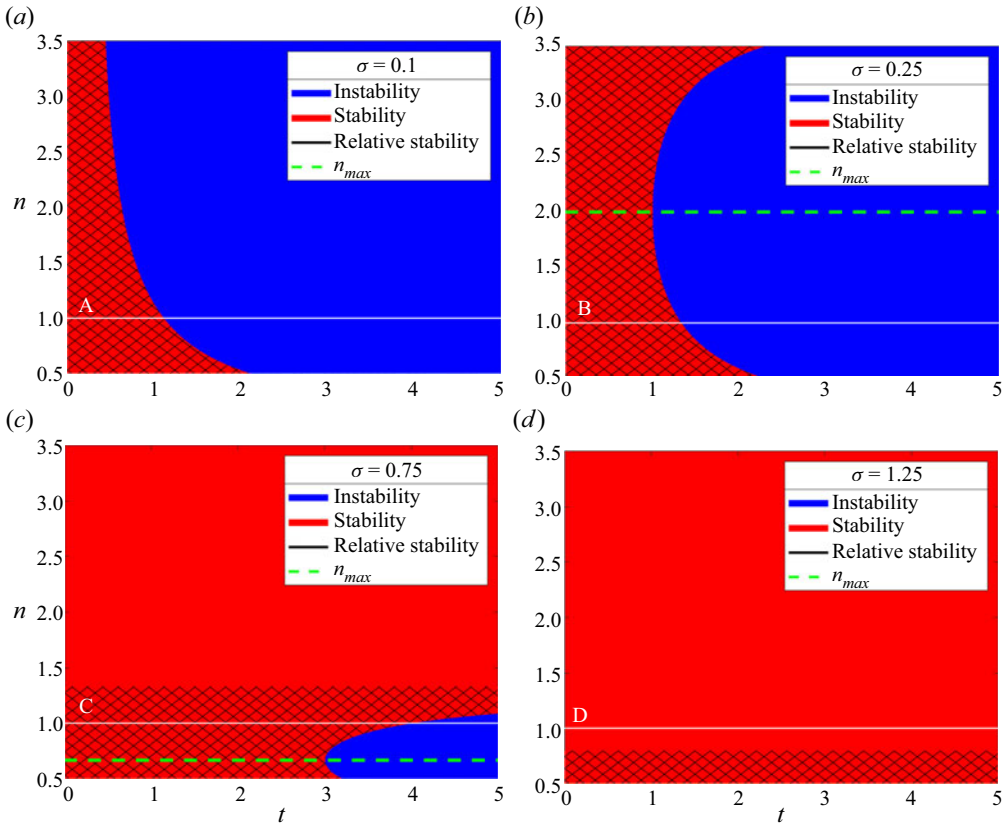 (a)
3.5
3.0
2.5
2.0
1.5
1.0
0.5
n
σ = 0.1
Instability
Stability
Relative stability
n_max
A
0 1 2 3 4 5
(b)
3.5
3.0
2.5
2.0
1.5
1.0
0.5
σ = 0.25
Instability
Stability
Relative stability
n_max
B
0 1 2 3 4 5
(c)
3.5
3.0
2.5
2.0
1.5
1.0
0.5
n
σ = 0.75
Instability
Stability
Relative stability
n_max
C
0 1 2 3 4 5
t
(d)
3.5
3.0
2.5
2.0
1.5
1.0
0.5
σ = 1.25
Instability
Stability
Relative stability
n_max
D
0 1 2 3 4 5
t